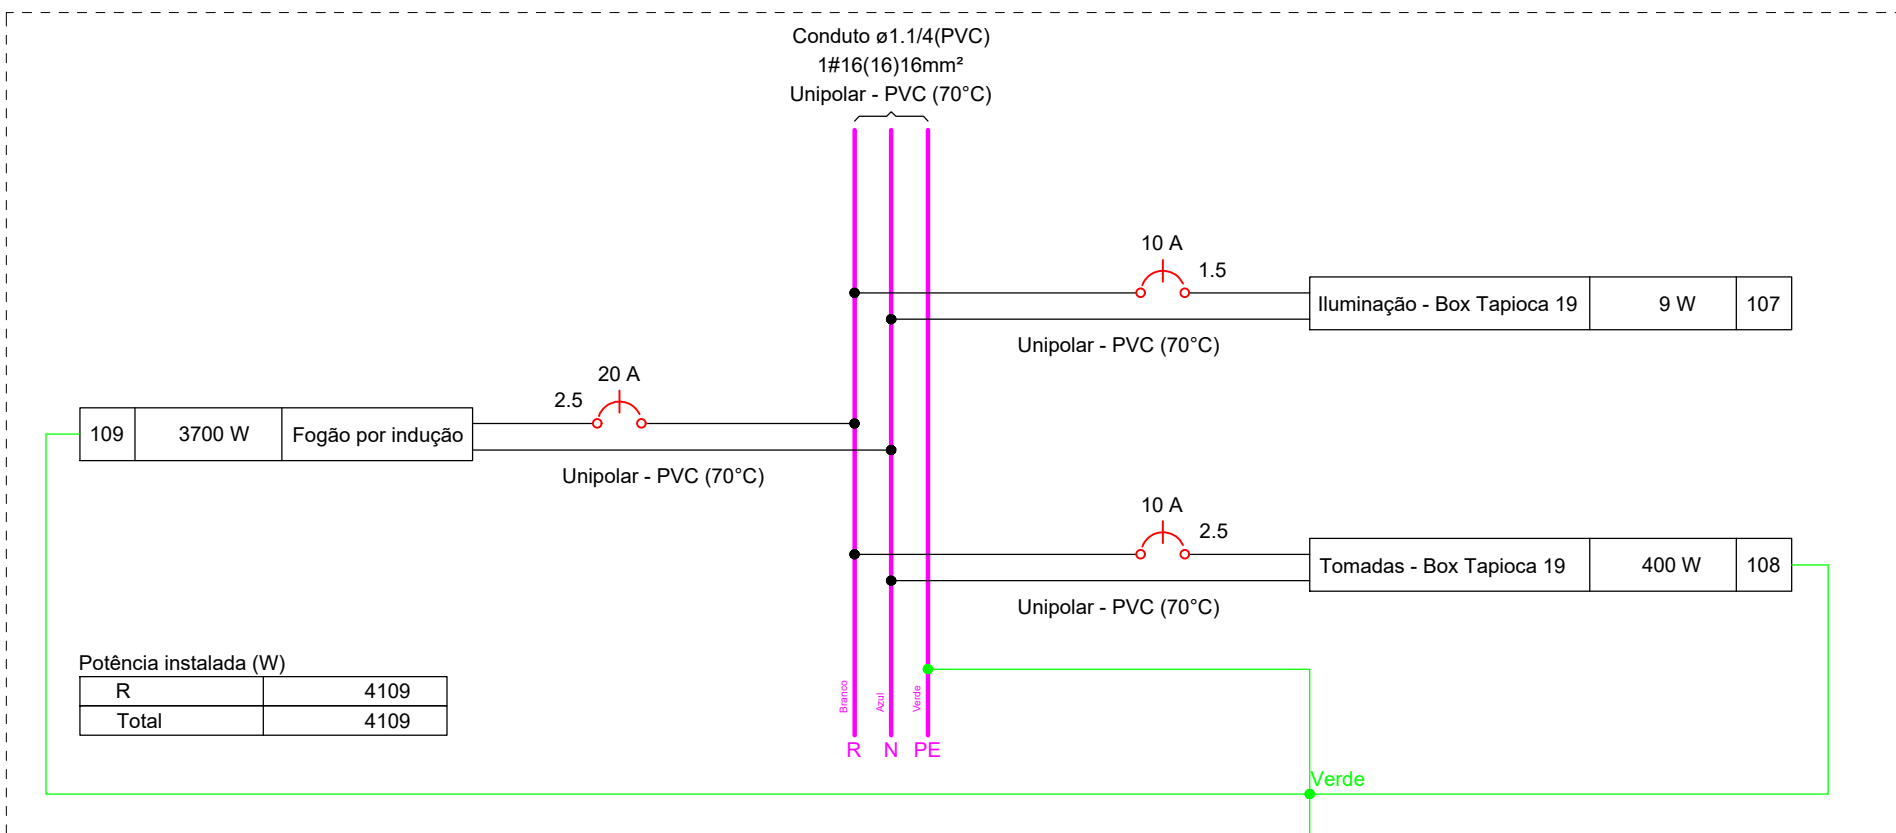 Conduto ø1.1/4(PVC)
1#16(16)16mm²
Unipolar - PVC (70°C)
10 A
1.5
Iluminação - Box Tapioca 19 9 W 107
Unipolar - PVC (70°C)
20 A
2.5
109 3700 W Fogão por indução
Unipolar - PVC (70°C)
10 A
2.5
Tomadas - Box Tapioca 19 400 W 108
Unipolar - PVC (70°C)
Potência instalada (W)
R 4109
Total 4109
Branco
Azul
Verde
R N PE
Verde